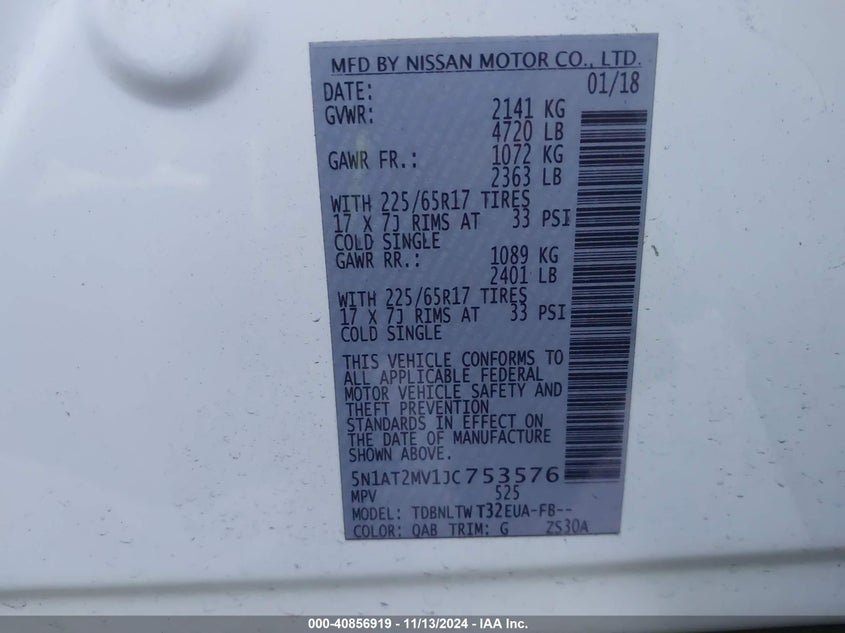 MFD BY NISSAN MOTOR CO., LTD.
DATE: 01/18
GVWR: 2141 KG
4720 LB
GAWR FR.: 1072 KG
2363 LB
WITH 225/65R17 TIRES
17 X 7J RIMS AT 33 PSI
COLD SINGLE
GAWR RR.: 1089 KG
2401 LB
WITH 225/65R17 TIRES
17 X 7J RIMS AT 33 PSI
COLD SINGLE
THIS VEHICLE CONFORMS TO
ALL APPLICABLE FEDERAL
MOTOR VEHICLE SAFETY AND
THEFT PREVENTION
STANDARDS IN EFFECT ON
THE DATE OF MANUFACTURE
SHOWN ABOVE.
5N1AT2MV1JC753576
MPV 525
MODEL: TDBNLTW T32EUA-FB--
COLOR: QAB TRIM: G ZS30A
000-40856919 - 11/13/2024 - IAA Inc.